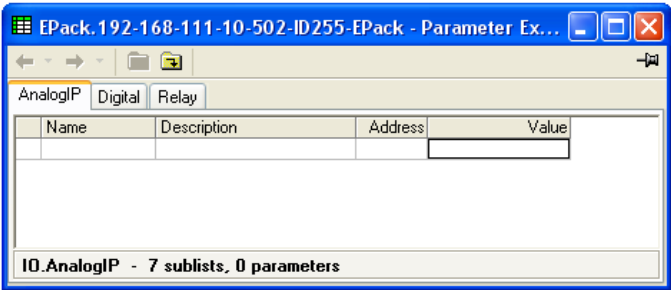 EPack.192-168-111-10-502-ID255-EPack - Parameter Ex...
AnalogIP Digital Relay
Name Description Address Value
IO.AnalogIP - 7 sublists, 0 parameters